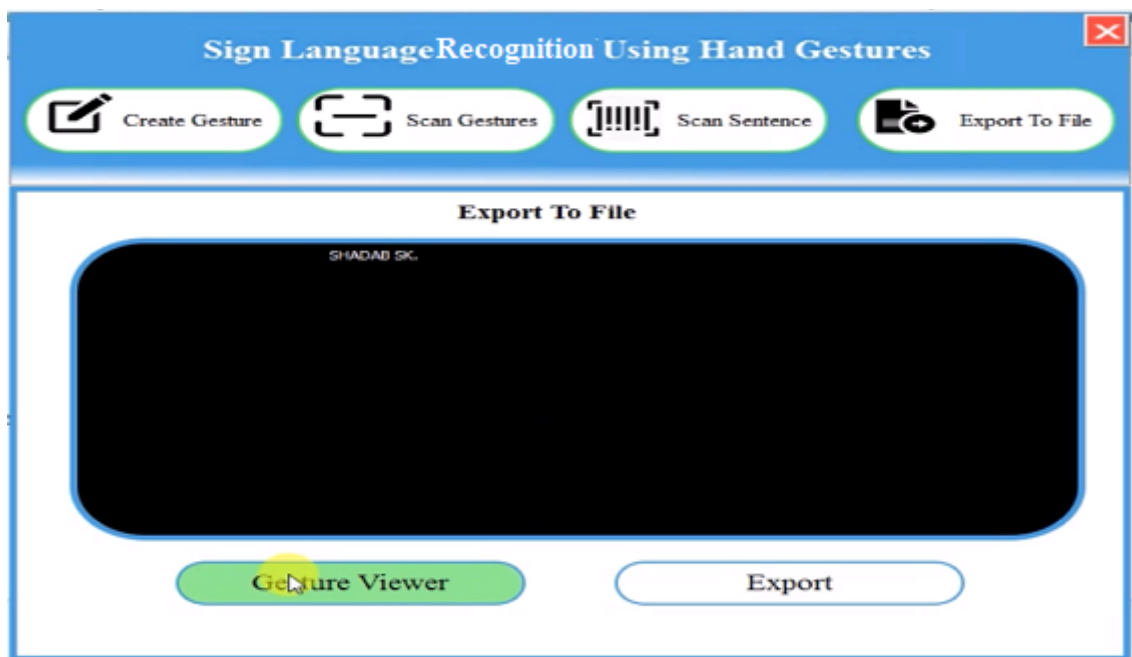 Sign LanguageRecognition Using Hand Gestures
Create Gesture
Scan Gestures
Scan Sentence
Export To File
Export To File
SHADAB SK.
Gesture Viewer
Export